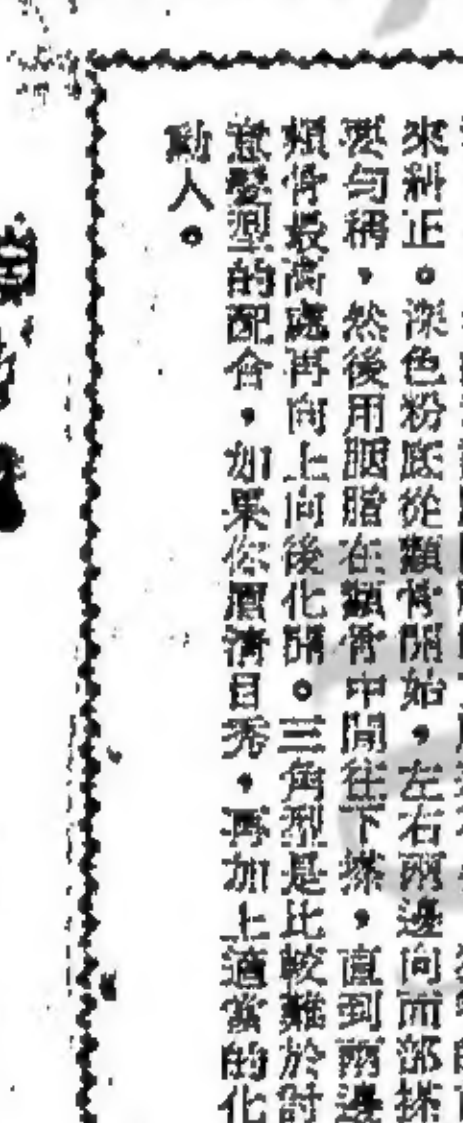 來糾正。深色粉底從顴骨開始，左右兩邊向面部搽
要勻稱，然後用胭脂在顴骨中間往下搽，直到兩邊
頰骨最高處再向上向後化開。三角型是比較難於討
意髮型的配合，如果你眉清目秀，再加上適當的化
動人。